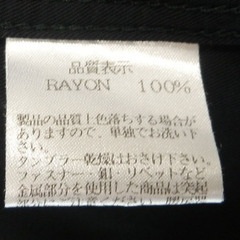 品質表示
RAYON 100%
製品の品質上色落ちする場合が
ありますので、単独でお洗い下
さい。
タンブラー乾燥はおさけ下さい。
ファスナー・釦・リベットなど
金属部分を使用した商品は突起